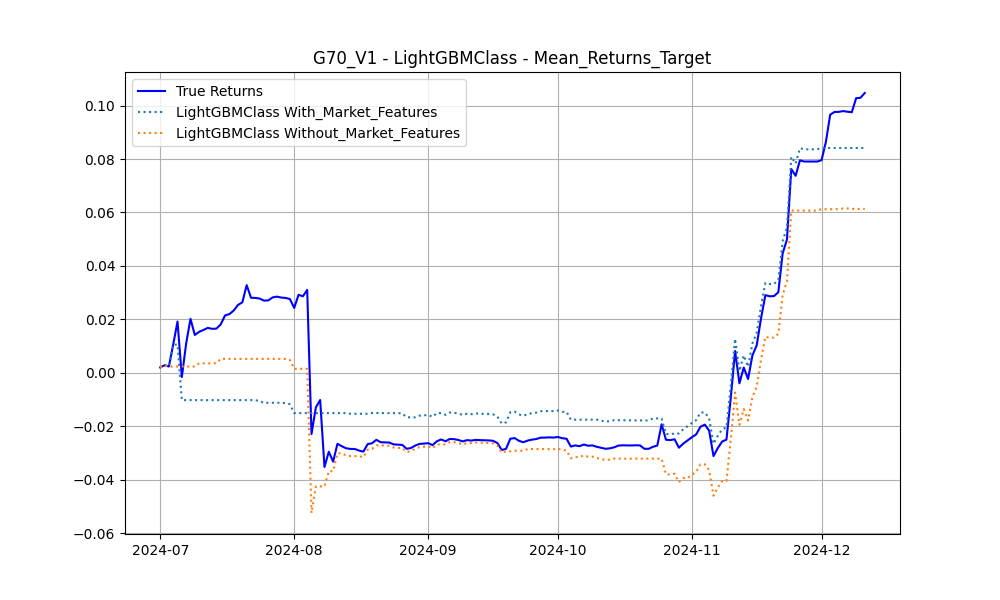 G70_V1 - LightGBMClass - Mean_Returns_Target
True Returns
LightGBMClass With_Market_Features
LightGBMClass Without_Market_Features
0.10
0.08
0.06
0.04
0.02
0.00
−0.02
−0.04
−0.06
2024-07 2024-08 2024-09 2024-10 2024-11 2024-12